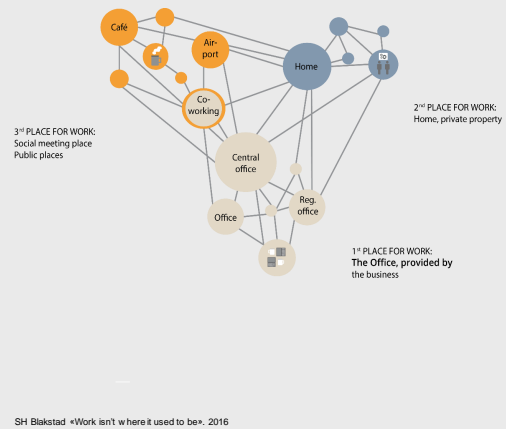 Café
Air-
port
Home
TO
Co-
working
2nd PLACE FOR WORK:
Home, private property
3rd PLACE FOR WORK:
Social meeting place
Public places
Central
office
Reg.
office
Office
1st PLACE FOR WORK:
The Office, provided by
the business
SH Blakstad «Work isn't where it used to be». 2016